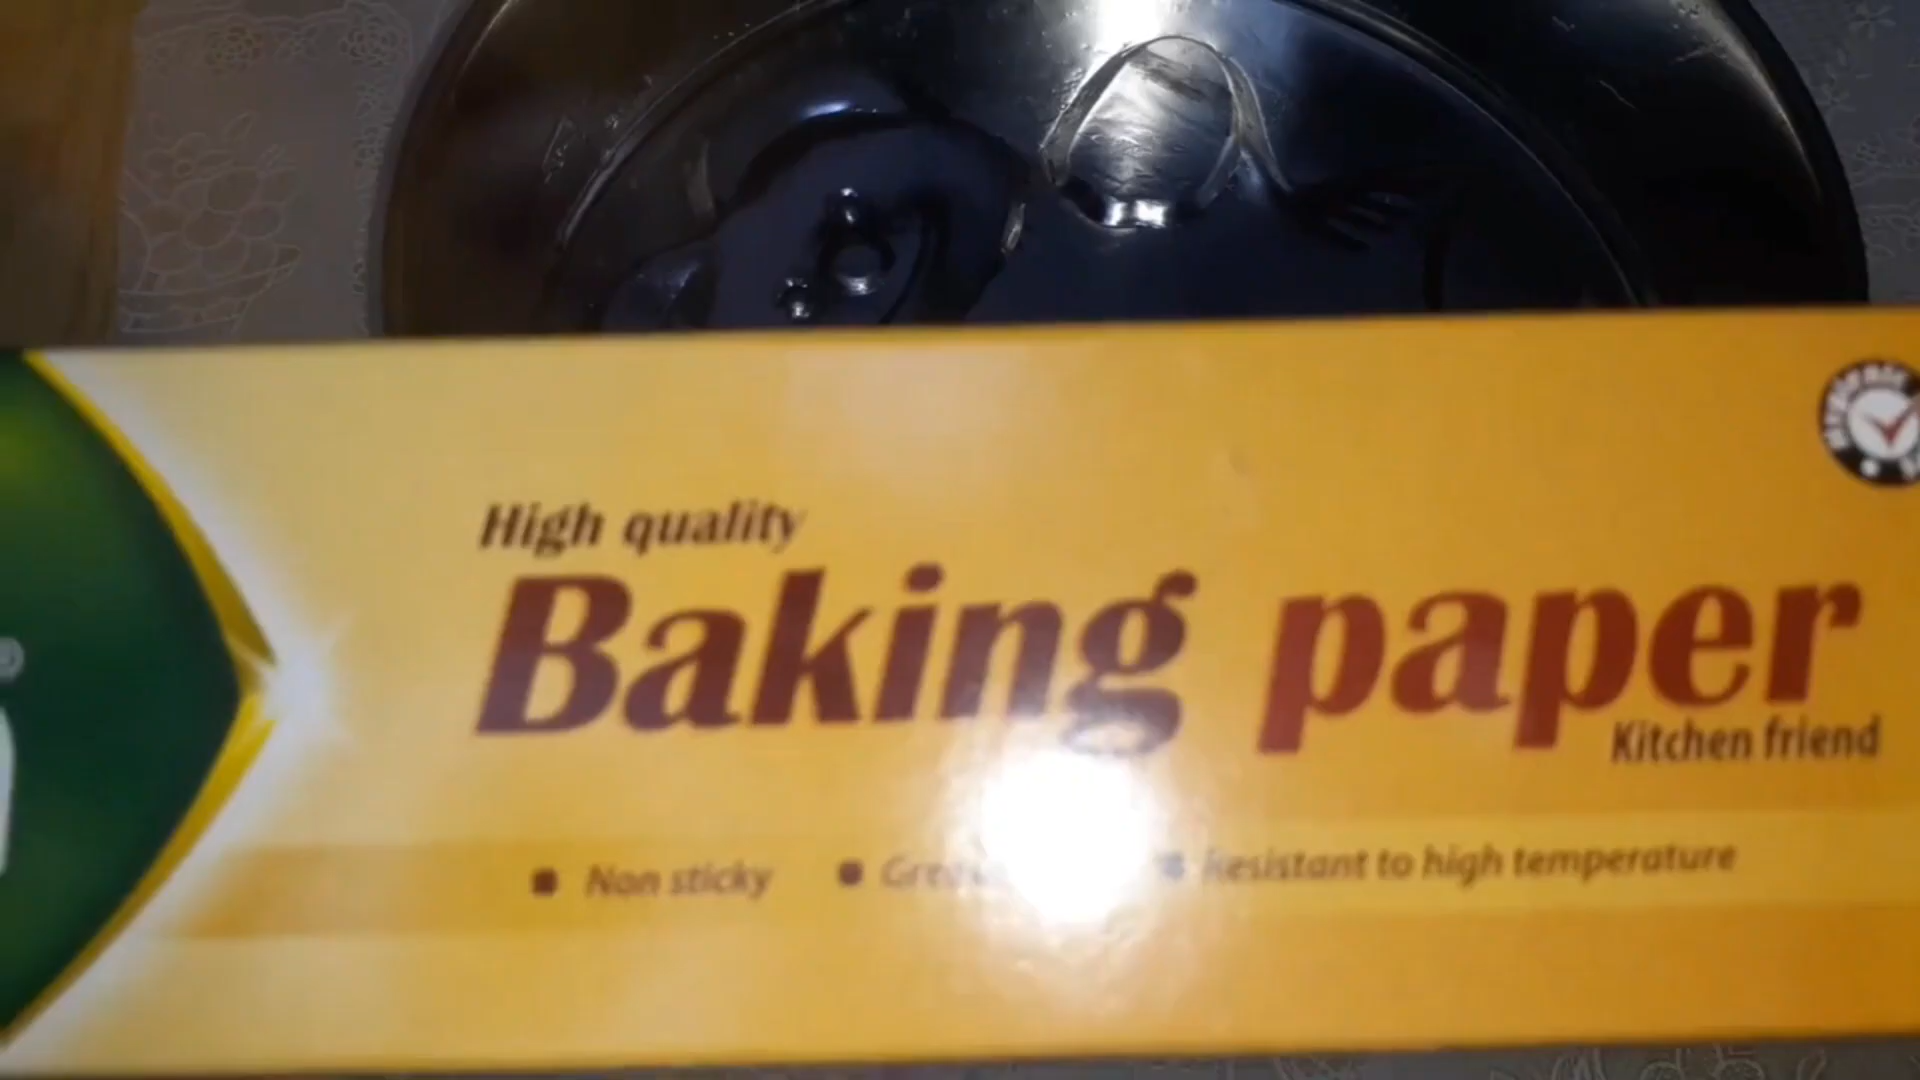 High quality
Baking paper
Kitchen friend
Non sticky
Resistant to high temperature